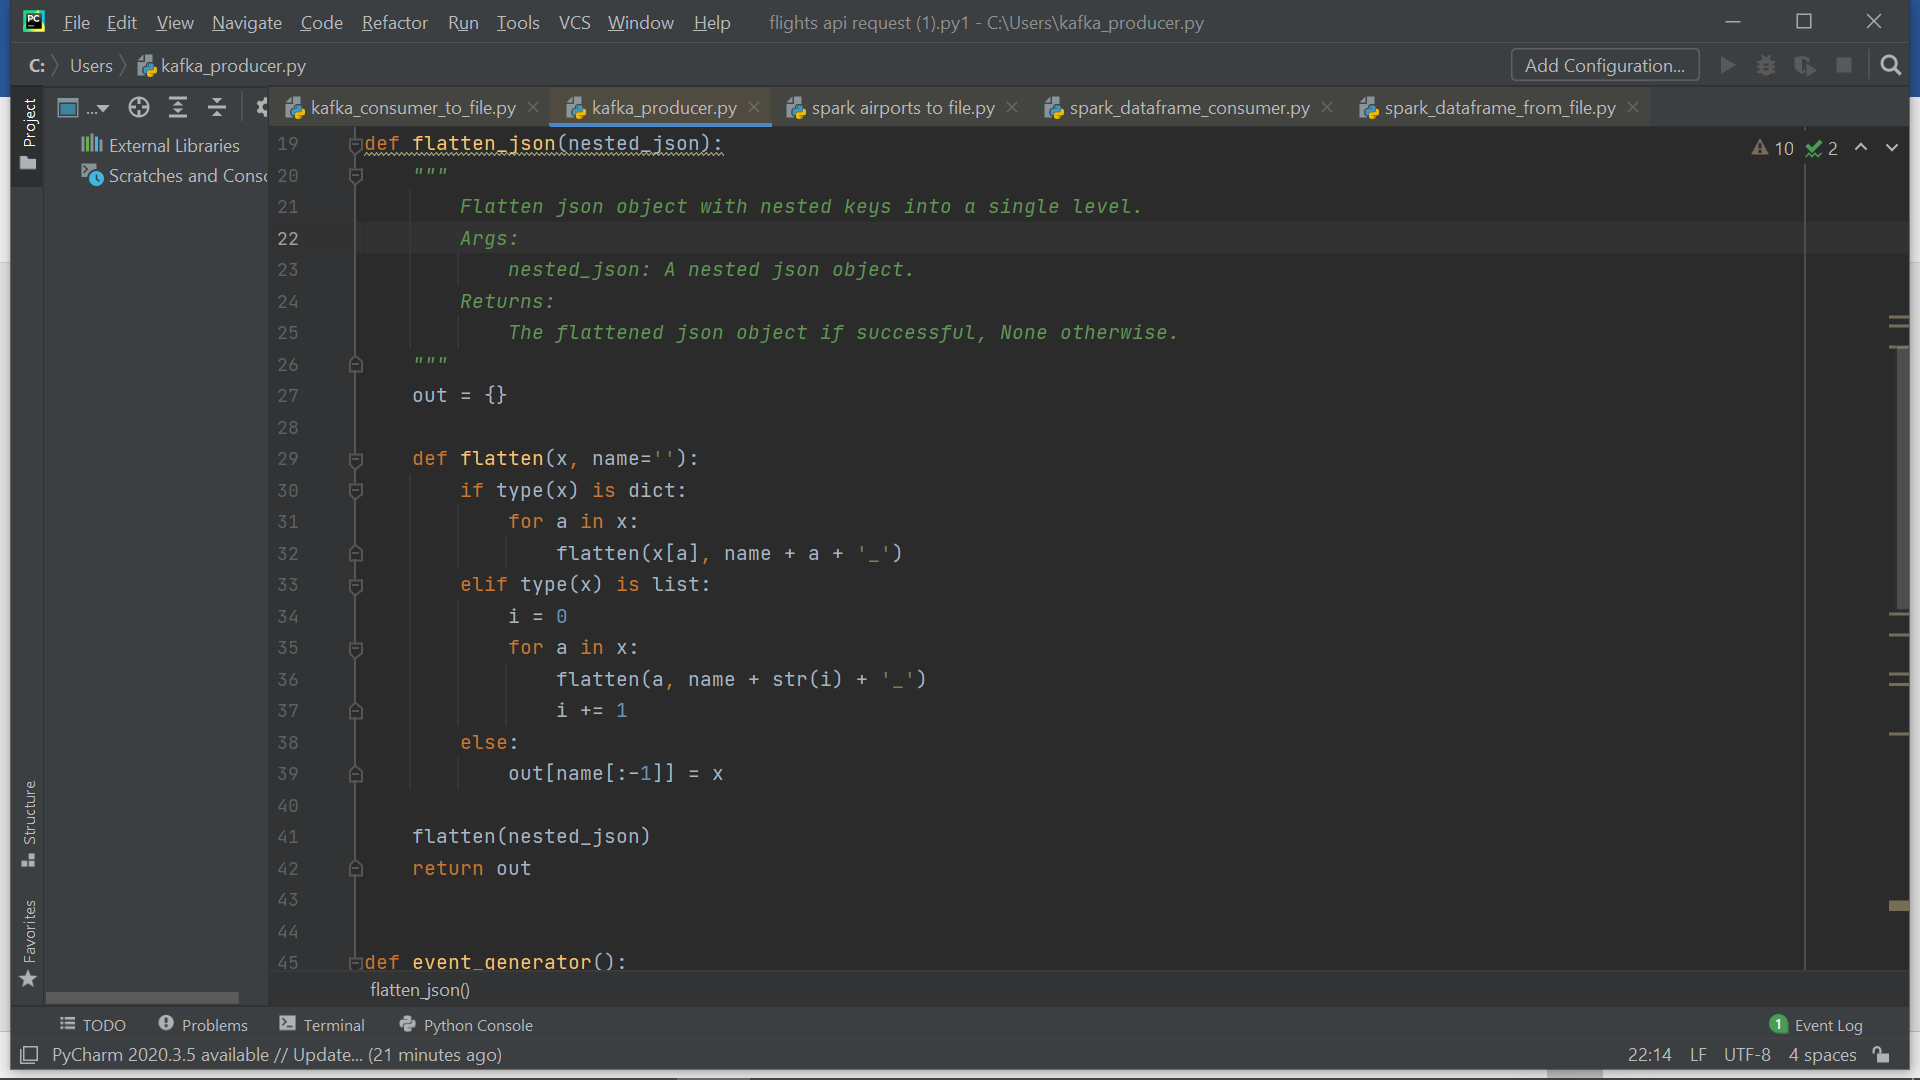 PC File Edit View Navigate Code Refactor Run Tools VCS Window Help flights api request (1).py1 - C:\Users\kafka_producer.py
C: Users kafka_producer.py Add Configuration...
Project ... kafka_consumer_to_file.py kafka_producer.py spark airports to file.py spark_dataframe_consumer.py spark_dataframe_from_file.py
External Libraries
Scratches and Conso
10 2
19 def flatten_json(nested_json):
20 """
21 Flatten json object with nested keys into a single level.
22 Args:
23 nested_json: A nested json object.
24 Returns:
25 The flattened json object if successful, None otherwise.
26 """
27 out = {}
28
29 def flatten(x, name=''):
30 if type(x) is dict:
31 for a in x:
32 flatten(x[a], name + a + '_')
33 elif type(x) is list:
34 i = 0
35 for a in x:
36 flatten(a, name + str(i) + '_')
37 i += 1
38 else:
39 out[name[:-1]] = x
40
41 flatten(nested_json)
42 return out
43
44
45 def event_generator():
Structure
Favorites
flatten_json()
TODO Problems Terminal Python Console 1 Event Log
PyCharm 2020.3.5 available // Update... (21 minutes ago) 22:14 LF UTF-8 4 spaces